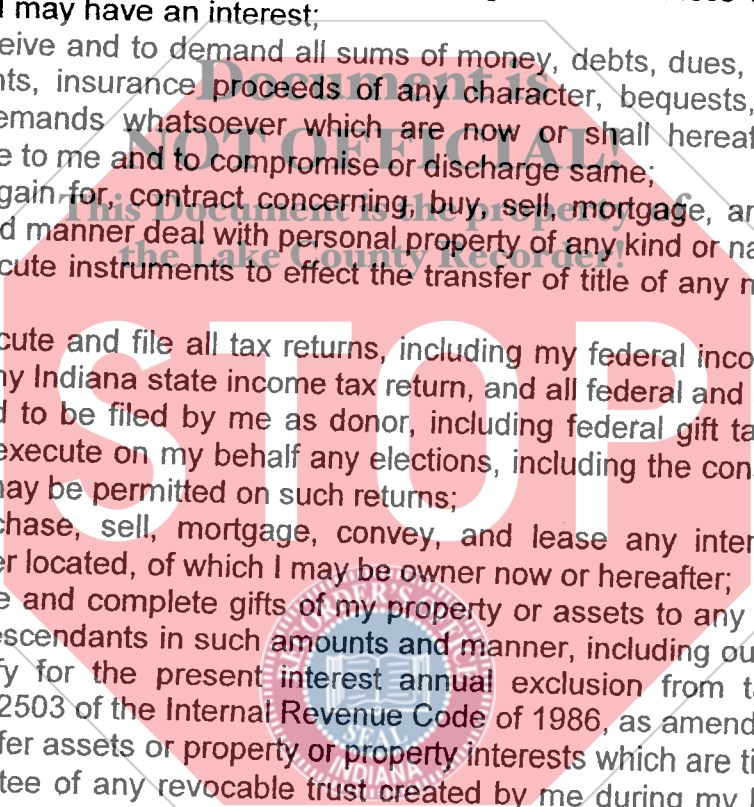 may have an interest;
eive and to demand all sums of money, debts, dues,
nts, insurance proceeds of any character, bequests,
emands whatsoever which are now or shall hereaf
e to me and to compromise or discharge same;
gain for, contract concerning, buy, sell, mortgage, an
d manner deal with personal property of any kind or na
cute instruments to effect the transfer of title of any n
Document is
NOT OFFICIAL!
This Document is the property of
the Lake County Recorder!
cute and file all tax returns, including my federal inco
ny Indiana state income tax return, and all federal and
d to be filed by me as donor, including federal gift ta
execute on my behalf any elections, including the con
may be permitted on such returns;
STOP
chase, sell, mortgage, convey, and lease any inter
er located, of which I may be owner now or hereafter;
e and complete gifts of my property or assets to any
escendants in such amounts and manner, including ou
fy for the present interest annual exclusion from t
2503 of the Internal Revenue Code of 1986, as amend
fer assets or property or property interests which are ti
tee of any revocable trust created by me during my
SEAL
INDIANA